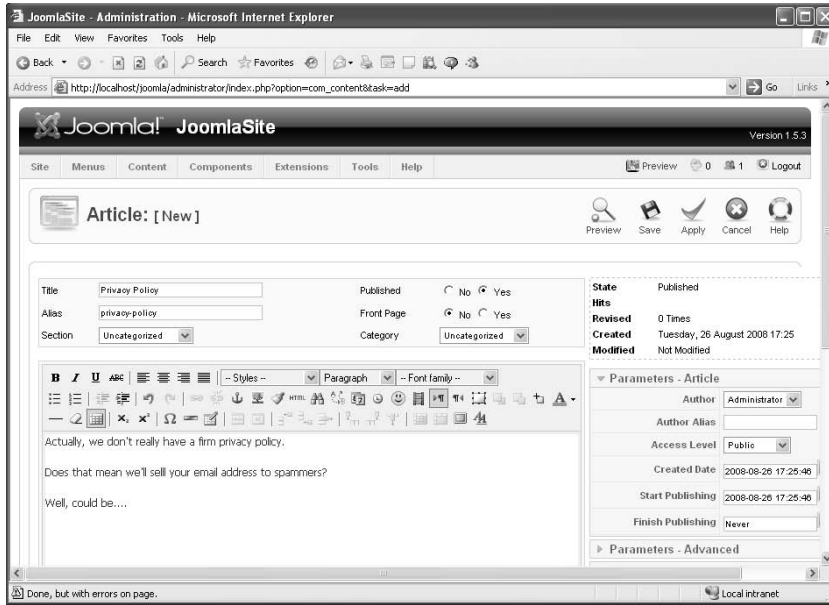 JoomlaSite - Administration - Microsoft Internet Explorer
File Edit View Favorites Tools Help
Back Search Favorites
Address http://localhost/joomla/administrator/index.php?option=com_content&task=add Go Links
Joomla! JoomlaSite
Version 1.5.3
Site Menus Content Components Extensions Tools Help Preview 0 1 Logout
Article: [ New ]
Preview Save Apply Cancel Help
Title Privacy Policy Published No Yes
Alias privacy-policy Front Page No Yes
Section Uncategorized Category Uncategorized
State Published
Hits
Revised 0 Times
Created Tuesday, 26 August 2008 17:25
Modified Not Modified
B I U ABC -- Styles -- Paragraph -- Font family --
HTML A
x₂ x² Ω
Actually, we don't really have a firm privacy policy.
Does that mean we'll sell your email address to spammers?
Well, could be....
Parameters - Article
Author Administrator
Author Alias
Access Level Public
Created Date 2008-08-26 17:25:46
Start Publishing 2008-08-26 17:25:46
Finish Publishing Never
Parameters - Advanced
Done, but with errors on page. Local intranet